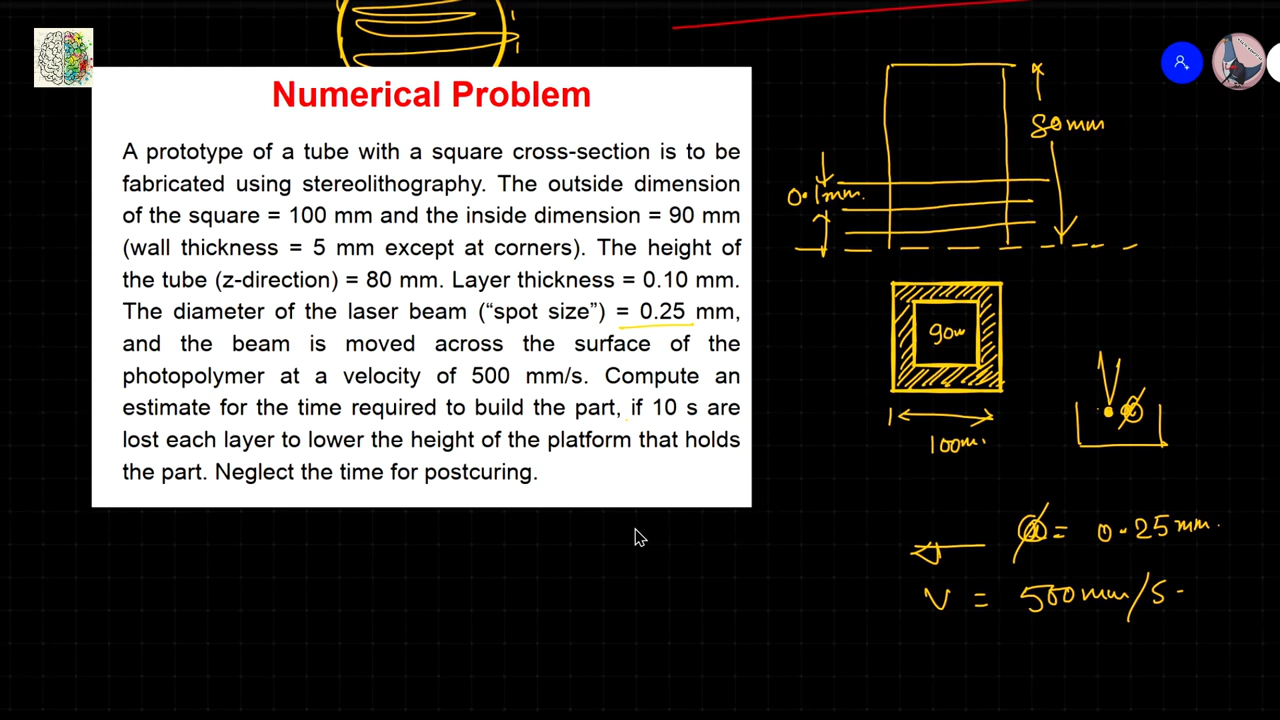 Numerical Problem
A prototype of a tube with a square cross-section is to be
fabricated using stereolithography. The outside dimension
of the square = 100 mm and the inside dimension = 90 mm
(wall thickness = 5 mm except at corners). The height of
the tube (z-direction) = 80 mm. Layer thickness = 0.10 mm.
The diameter of the laser beam (“spot size”) = 0.25 mm,
and the beam is moved across the surface of the
photopolymer at a velocity of 500 mm/s. Compute an
estimate for the time required to build the part, if 10 s are
lost each layer to lower the height of the platform that holds
the part. Neglect the time for postcuring.
80mm
0.1mm.
90m
100m.
= 0.25mm.
V = 500mm/s.